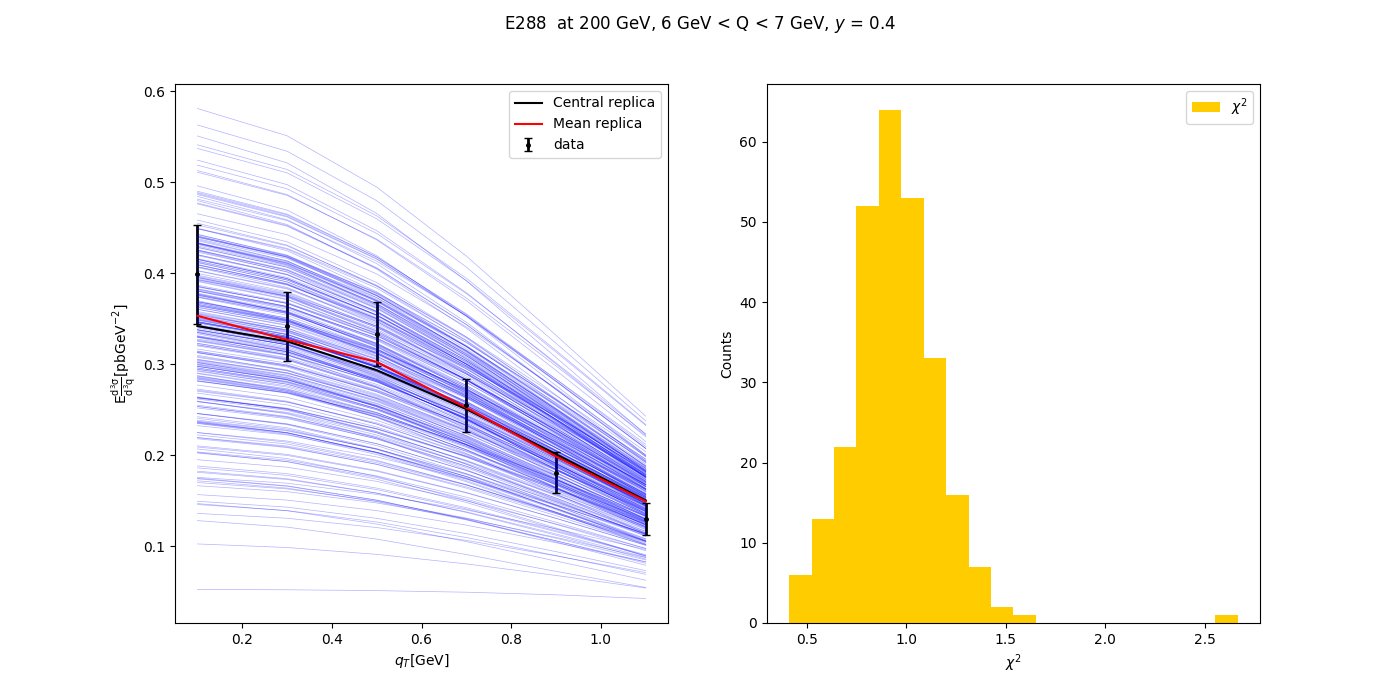 E288  at 200 GeV, 6 GeV < Q < 7 GeV, y = 0.4
0.6
0.5
0.4
0.3
0.2
0.1
E d³σ/d³q [pbGeV⁻²]
0.2
0.4
0.6
0.8
1.0
q_T[GeV]
Central replica
Mean replica
data
60
50
40
30
20
10
0
Counts
0.5
1.0
1.5
2.0
2.5
χ²
χ²